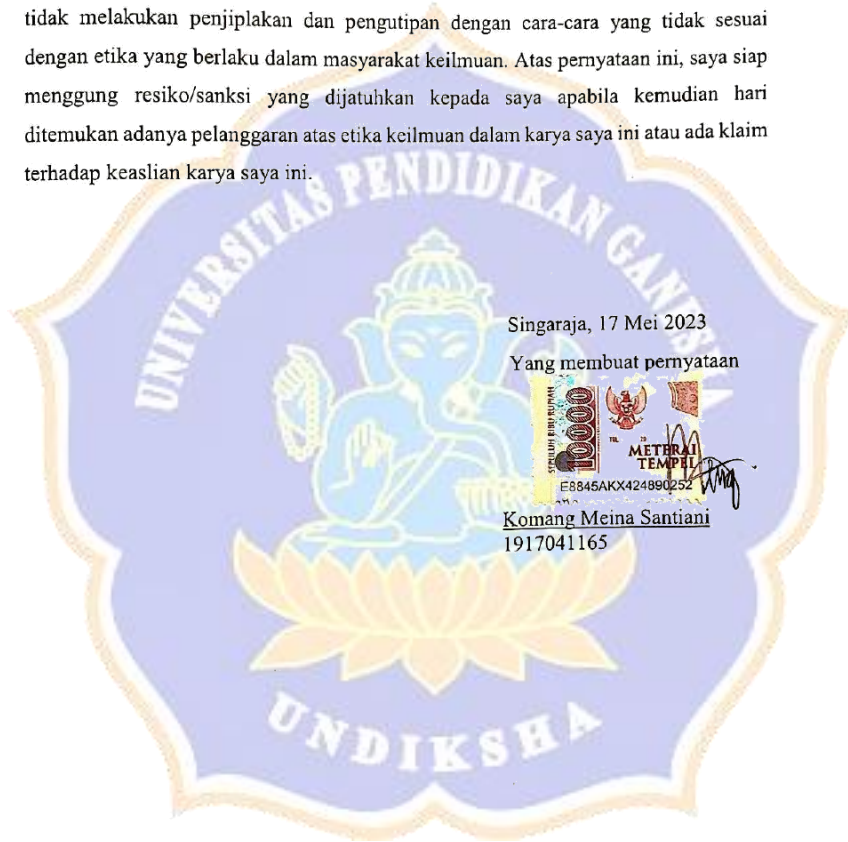 tidak melakukan penjiplakan dan pengutipan dengan cara-cara yang tidak sesuai
dengan etika yang berlaku dalam masyarakat keilmuan. Atas pernyataan ini, saya siap
menggung resiko/sanksi yang dijatuhkan kepada saya apabila kemudian hari
ditemukan adanya pelanggaran atas etika keilmuan dalam karya saya ini atau ada klaim
terhadap keaslian karya saya ini.
UNIVERSITAS PENDIDIKAN GANESHA
Singaraja, 17 Mei 2023
Yang membuat pernyataan
SEPULUH RIBU RUPIAH
10000
TGL. 20
METERAI
TEMPEL
E8845AKX424890252
Komang Meina Santiani
1917041165
UNDIKSHA